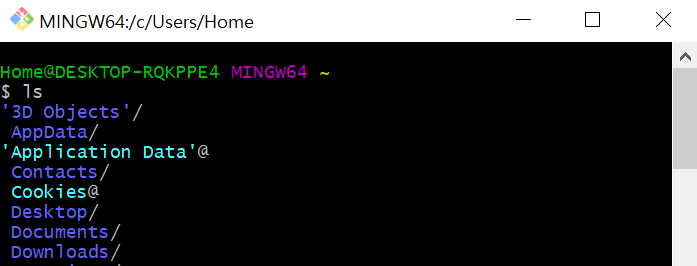 MINGW64:/c/Users/Home
Home@DESKTOP-RQKPPE4 MINGW64 ~
$ ls
'3D Objects'/
AppData/
'Application Data'@
Contacts/
Cookies@
Desktop/
Documents/
Downloads/